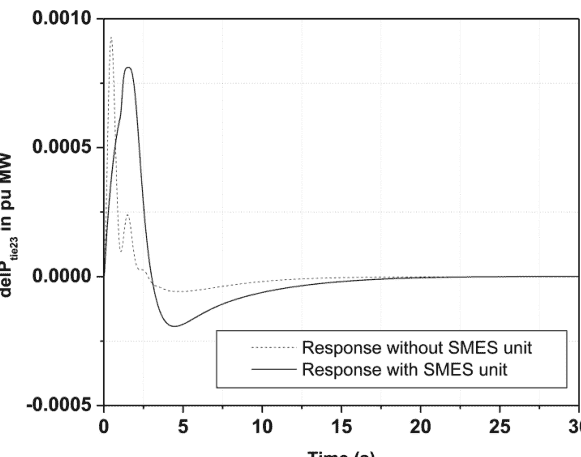 0.0010
0.0005
0.0000
-0.0005
delP tie23 in pu MW
Response without SMES unit
Response with SMES unit
0 5 10 15 20 25 30
Time (s)